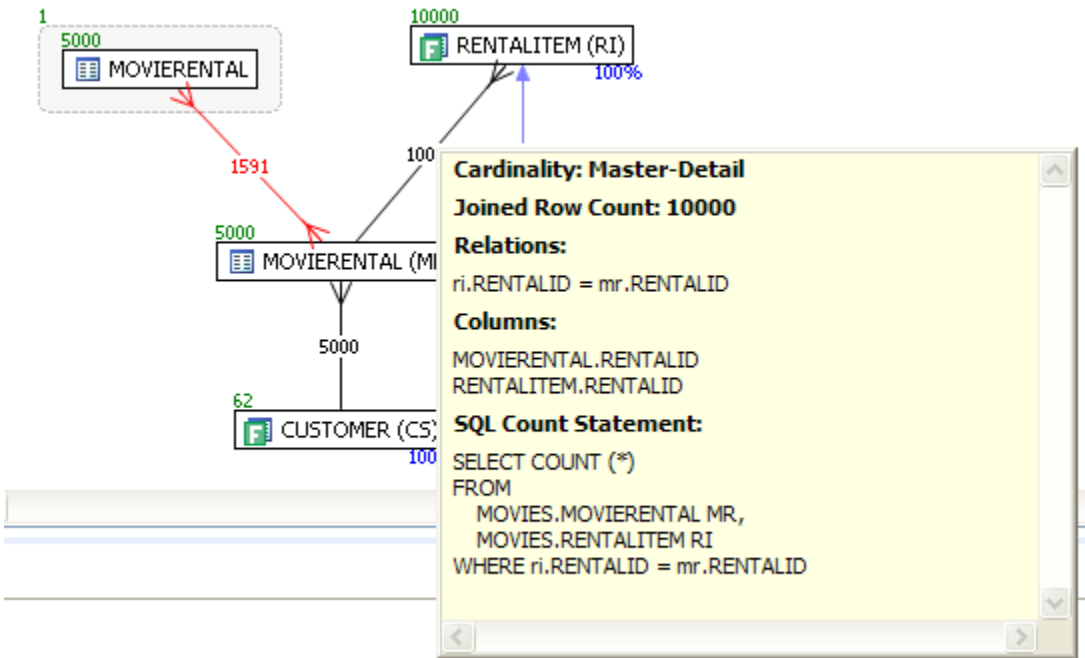 1
5000
MOVIERENTAL
10000
RENTALITEM (RI)
100%
1591
100
5000
MOVIERENTAL (M
5000
62
CUSTOMER (CS)
100
Cardinality: Master-Detail
Joined Row Count: 10000
Relations:
ri.RENTALID = mr.RENTALID
Columns:
MOVIERENTAL.RENTALID
RENTALITEM.RENTALID
SQL Count Statement:
SELECT COUNT (*)
FROM
MOVIES.MOVIERENTAL MR,
MOVIES.RENTALITEM RI
WHERE ri.RENTALID = mr.RENTALID